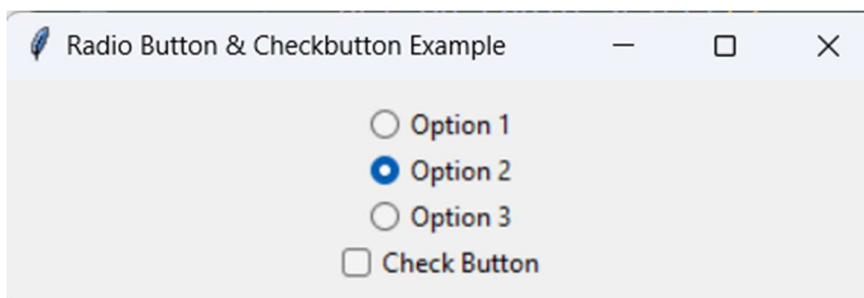 Radio Button & Checkbutton Example
Option 1
Option 2
Option 3
Check Button